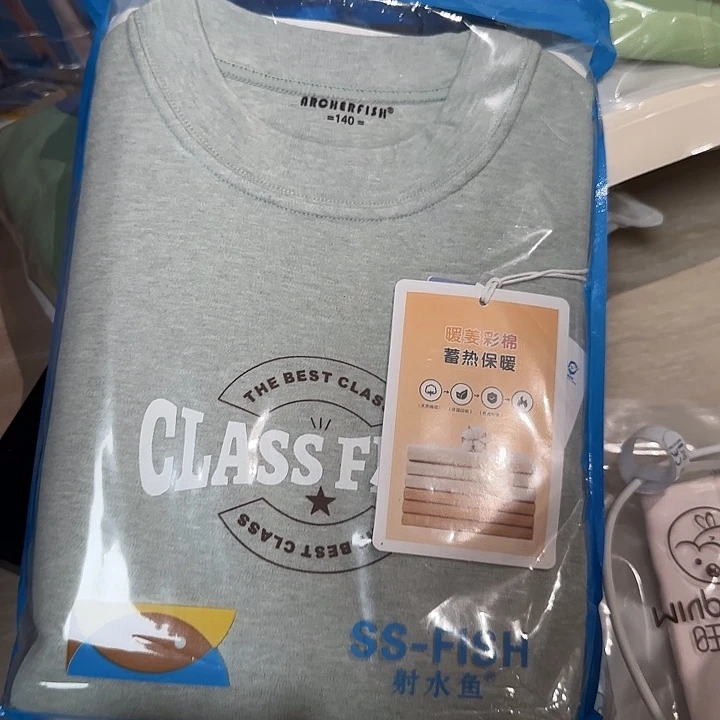 ARCHERFISH®
=140=
暖姜彩棉
蓄热保暖
THE BEST CLAS
CLASS F
BEST CLASS
SS-FISH
射水鱼®